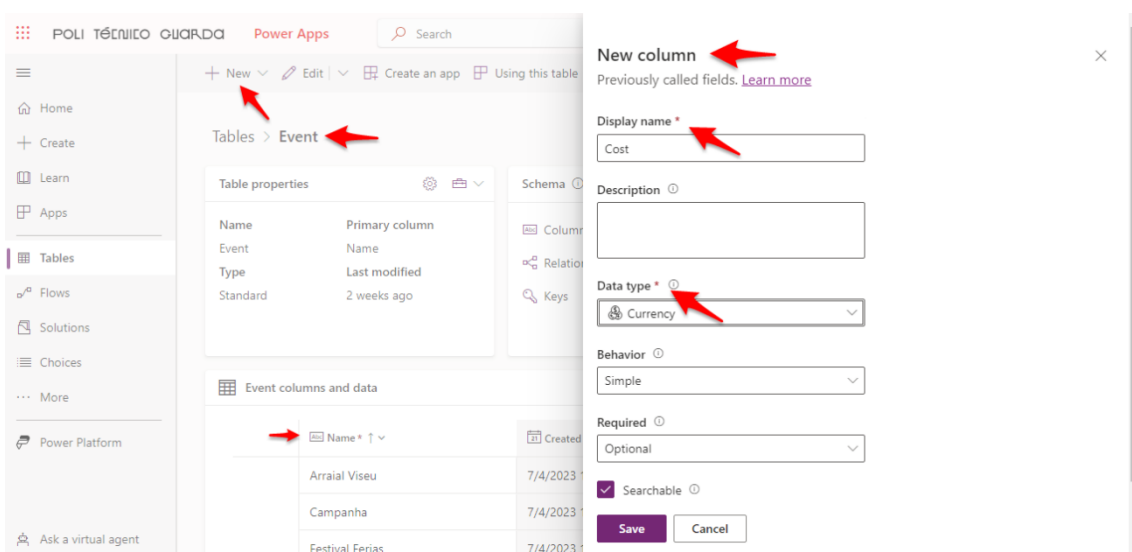 POLI TÉCNICO GUARDA Power Apps Search
New Edit Create an app Using this table
Home
Create
Learn
Apps
Tables
Flows
Solutions
Choices
More
Power Platform
Ask a virtual agent
Tables > Event
Table properties
Name Primary column
Event Name
Type Last modified
Standard 2 weeks ago
Schema
Column
Relation
Keys
Event columns and data
Name * ↑ Created
Arraial Viseu 7/4/2023 1
Campanha 7/4/2023
Festival Ferias 7/4/2023
New column
Previously called fields. Learn more
Display name *
Cost
Description
Data type *
Currency
Behavior
Simple
Required
Optional
Searchable
Save Cancel